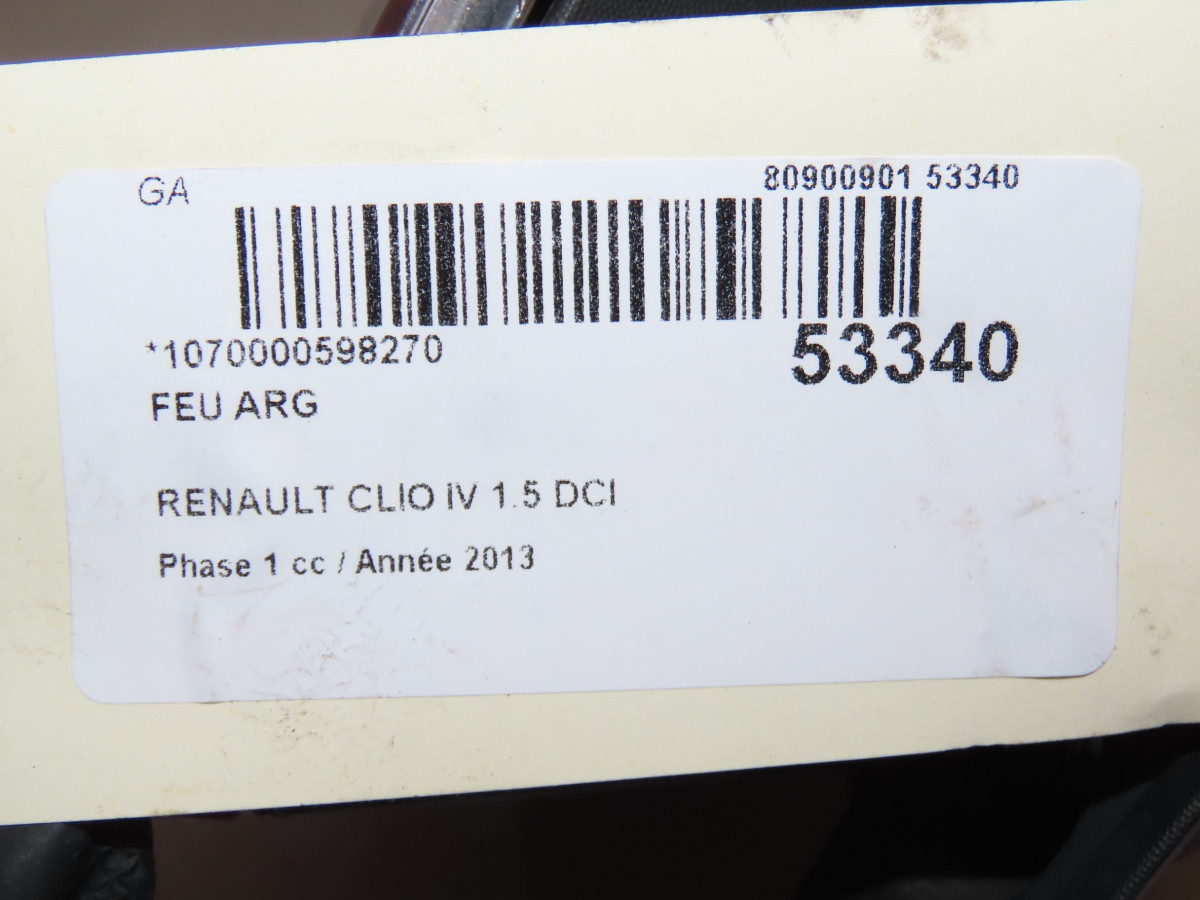 GA 80900901 53340
*1070000598270 53340
FEU ARG
RENAULT CLIO IV 1.5 DCI
Phase 1 cc / Année 2013